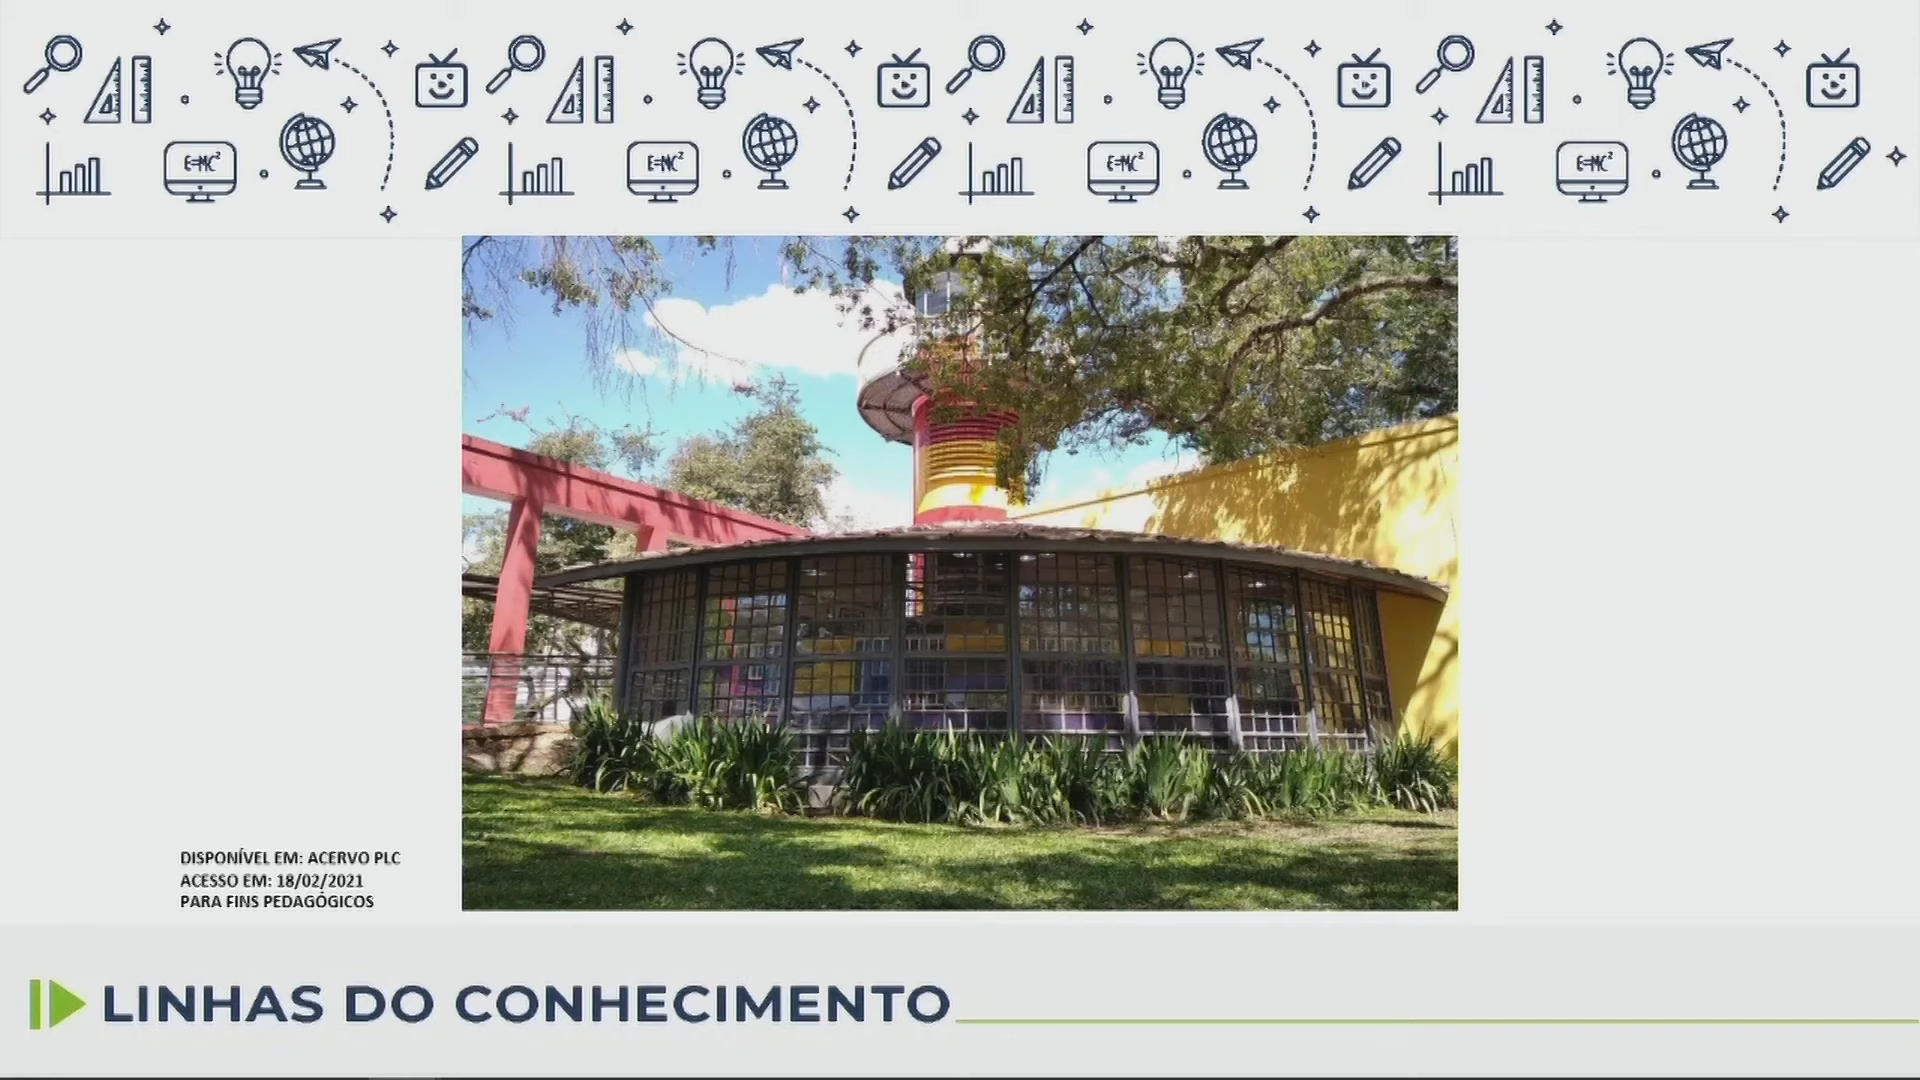 E=MC²
E=MC²
E=MC²
E=MC²
DISPONÍVEL EM: ACERVO PLC
ACESSO EM: 18/02/2021
PARA FINS PEDAGÓGICOS
LINHAS DO CONHECIMENTO